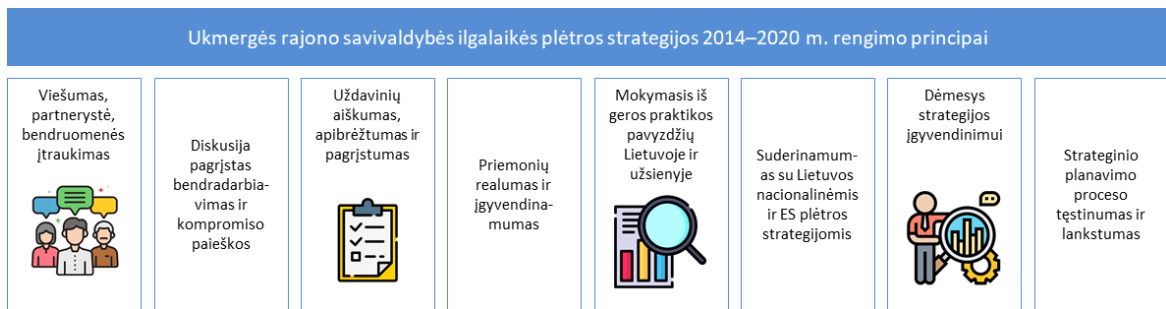 Ukmergės rajono savivaldybės ilgalaikės plėtros strategijos 2014–2020 m. rengimo principai
Viešumas,
partnerystė,
bendruomenės
įtraukimas
Diskusija
pagrįstas
bendradarbia-
vimas ir
kompromiso
paieškos
Uždavinių
aiškumas,
apibrėžtumas ir
pagrįstumas
Priemonių
realumas ir
įgyvendina-
mumas
Mokymasis iš
geros praktikos
pavyzdžių
Lietuvoje ir
užsienyje
Suderinamum-
as su Lietuvos
nacionalinėmis
ir ES plėtros
strategijomis
Dėmesys
strategijos
įgyvendinimui
Strateginio
planavimo
proceso
tęstinumas ir
lankstumas